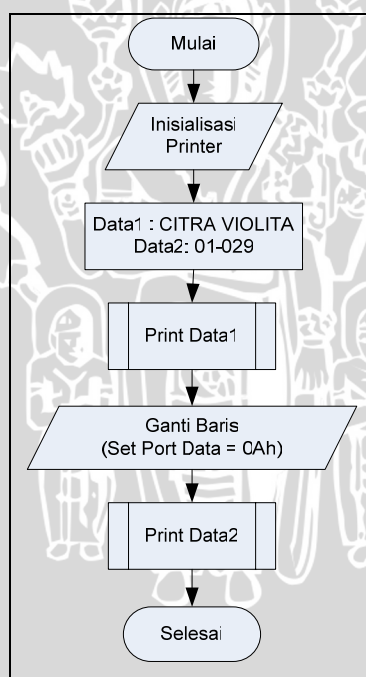 Mulai
Inisialisasi
Printer
Data1 : CITRA VIOLITA
Data2: 01-029
Print Data1
Ganti Baris
(Set Port Data = 0Ah)
Print Data2
Selesai